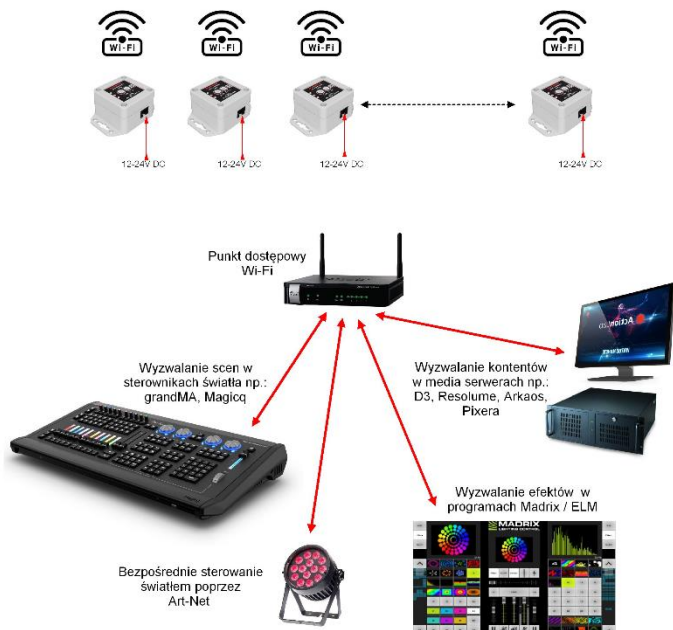 Wi-Fi Wi-Fi Wi-Fi Wi-Fi
12-24V DC 12-24V DC 12-24V DC 12-24V DC
Punkt dostępowy
Wi-Fi
Wyzwalanie scen w
sterownikach światła np.:
grandMA, Magicq
Wyzwalanie kontentów
w media serwerach np.:
D3, Resolume, Arkaos,
Pixera
Wyzwalanie efektów w
programach Madrix / ELM
MADRIX
LIGHTING CONTROL
Bezpośrednie sterowanie
światłem poprzez
Art-Net